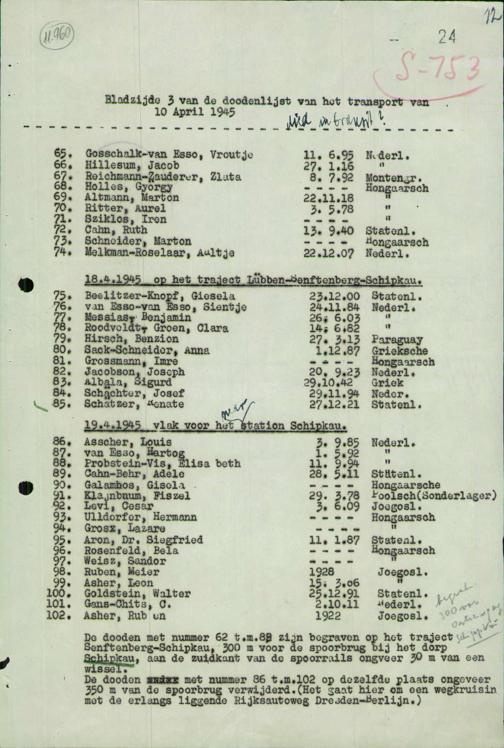 11.960
12
24
S-753
Bladzijde 3 van de doodenlijst van het transport van
10 April 1945
died in transit?
65. Gosschalk-van Esso, Vroutje 11. 6.95 Nederl.
66. Hillesum, Jacob 27. 1.16 "
67. Reichmann-Zauderer, Zlata 8. 7.92 Montengr.
68. Holles, Gyorgy - - - - Hongaarsch
69. Altmann, Marton 22.11.18 "
70. Ritter, Aurel 3. 5.78 "
71. Sziklos, Iren - - - - "
72. Cahn, Ruth 13. 9.40 Statenl.
73. Schneider, Marton - - - - Hongaarsch
74. Melkman-Roselaar, Aaltje 22.12.07 Nederl.
18.4.1945 op het traject Lübben-Senftenberg-Schipkau.
75. Beelitzer-Knopf, Giesela 23.12.00 Statenl.
76. van Esso-van Esso, Sientje 24.11.84 Nederl.
77. Messias, Benjamin 26. 6.03 "
78. Roodveldt, Groen, Clara 14. 6.82 "
79. Hirsch, Benzion 27. 3.13 Paraguay
80. Sack-Schneider, Anna 1.12.87 Grieksche
81. Grossmann, Imre - - - - Hongaarsch
82. Jacobson, Joseph 20. 9.23 Nederl.
83. Albala, Sigurd 29.10.42 Griek
84. Schächter, Josef 29.11.94 Neder.
85. Schätzer, Renate 27.12.21 Statenl.
19.4.1945 vlak voor het station Schipkau.
86. Asscher, Louis 3. 9.85 Nederl.
87. van Esso, Hartog 1. 5.92 "
88. Probstein-Vis, Elisa beth 11. 9.94 "
89. Cahn-Behr, Adele 28. 5.11 Statenl.
90. Galambos, Gisela - - - - Hongaarsche
91. Klajnbnum, Fiszel 29. 3.78 Poolsch(Sonderlager)
92. Levi, Cesar 3. 6.09 Joegosl.
93. Ulldorfer, Hermann - - - - Hongaarsch
94. Grosz, Lazare - - - - "
95. Aron, Dr. Siegfried 11. 1.87 Statenl.
96. Rosenfeld, Bela - - - - Hongaarsch
97. Weisz, Sandor - - - - "
98. Ruben, Meier 1928 Joegosl.
99. Asher, Leon 15. 3.06 "
100. Goldstein, Walter 25.12.91 Statenl.
101. Gans-Chits, C. 2.10.11 Nederl.
102. Asher, Rub en 1922 Joegosl.
De dooden met nummer 62 t.m.85 zijn begraven op het traject
Senftenberg-Schipkau, 300 m voor de spoorbrug bij het dorp
Schipkau, aan de zuidkant van de spoorrails ongveer 30 m van een
wissel.
De dooden met nummer 86 t.m.102 op dezelfde plaats ongeveer
350 m van de spoorbrug verwijderd.(Het gaat hier om een wegkruisin
met de erlangs liggende Rijksautoweg Dresden-Berlijn.)